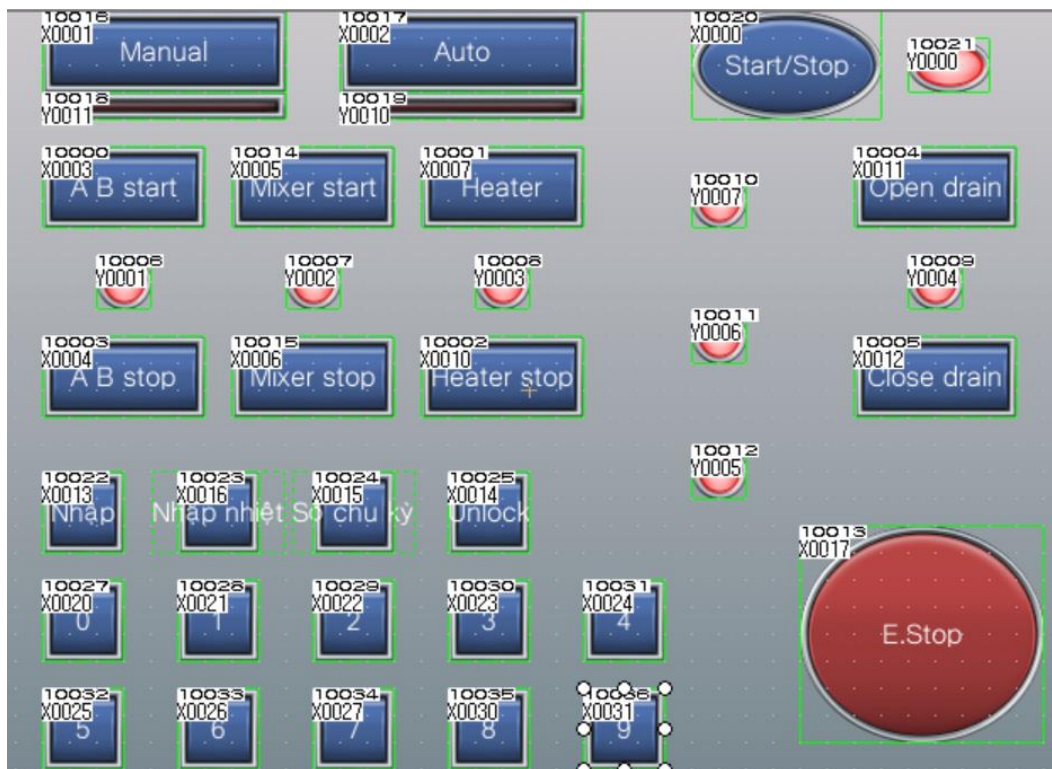 10016
X0001
Manual
10017
X0002
Auto
10020
X0000
Start/Stop
10021
Y0000
10018
Y0011
10019
Y0010
10000
X0003
A B start
10014
X0005
Mixer start
10001
X0007
Heater
10010
Y0007
10004
X0011
Open drain
10006
Y0001
10007
Y0002
10008
Y0003
10009
Y0004
10011
Y0006
10003
X0004
A B stop
10015
X0006
Mixer stop
10002
X0010
Heater stop
10005
X0012
Close drain
10012
Y0005
10022
X0013
Nhập
10023
X0016
Nhập nhiệt
10024
X0015
Số chu kỳ
10025
X0014
Unlock
10013
X0017
E.Stop
10027
X0020
0
10028
X0021
1
10029
X0022
2
10030
X0023
3
10031
X0024
4
10032
X0025
5
10033
X0026
6
10034
X0027
7
10035
X0030
8
10036
X0031
9